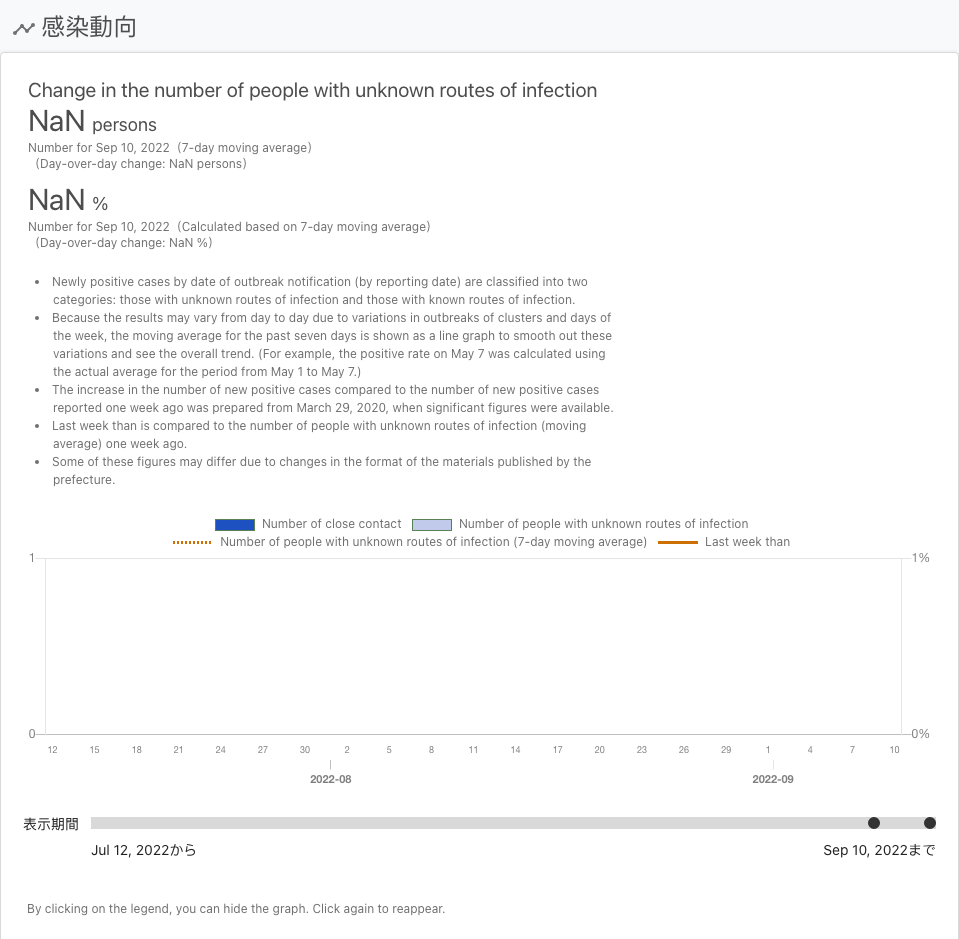 感染動向
Change in the number of people with unknown routes of infection
NaN persons
Number for Sep 10, 2022（7-day moving average）
（Day-over-day change: NaN persons）
NaN %
Number for Sep 10, 2022（Calculated based on 7-day moving average）
（Day-over-day change: NaN %）
• Newly positive cases by date of outbreak notification (by reporting date) are classified into two
categories: those with unknown routes of infection and those with known routes of infection.
• Because the results may vary from day to day due to variations in outbreaks of clusters and days of
the week, the moving average for the past seven days is shown as a line graph to smooth out these
variations and see the overall trend. (For example, the positive rate on May 7 was calculated using
the actual average for the period from May 1 to May 7.)
• The increase in the number of new positive cases compared to the number of new positive cases
reported one week ago was prepared from March 29, 2020, when significant figures were available.
• Last week than is compared to the number of people with unknown routes of infection (moving
average) one week ago.
• Some of these figures may differ due to changes in the format of the materials published by the
prefecture.
Number of close contact Number of people with unknown routes of infection
Number of people with unknown routes of infection (7-day moving average) Last week than
1 1%
0 0%
12 15 18 21 24 27 30 2 5 8 11 14 17 20 23 26 29 1 4 7 10
2022-08 2022-09
表示期間
Jul 12, 2022から Sep 10, 2022まで
By clicking on the legend, you can hide the graph. Click again to reappear.